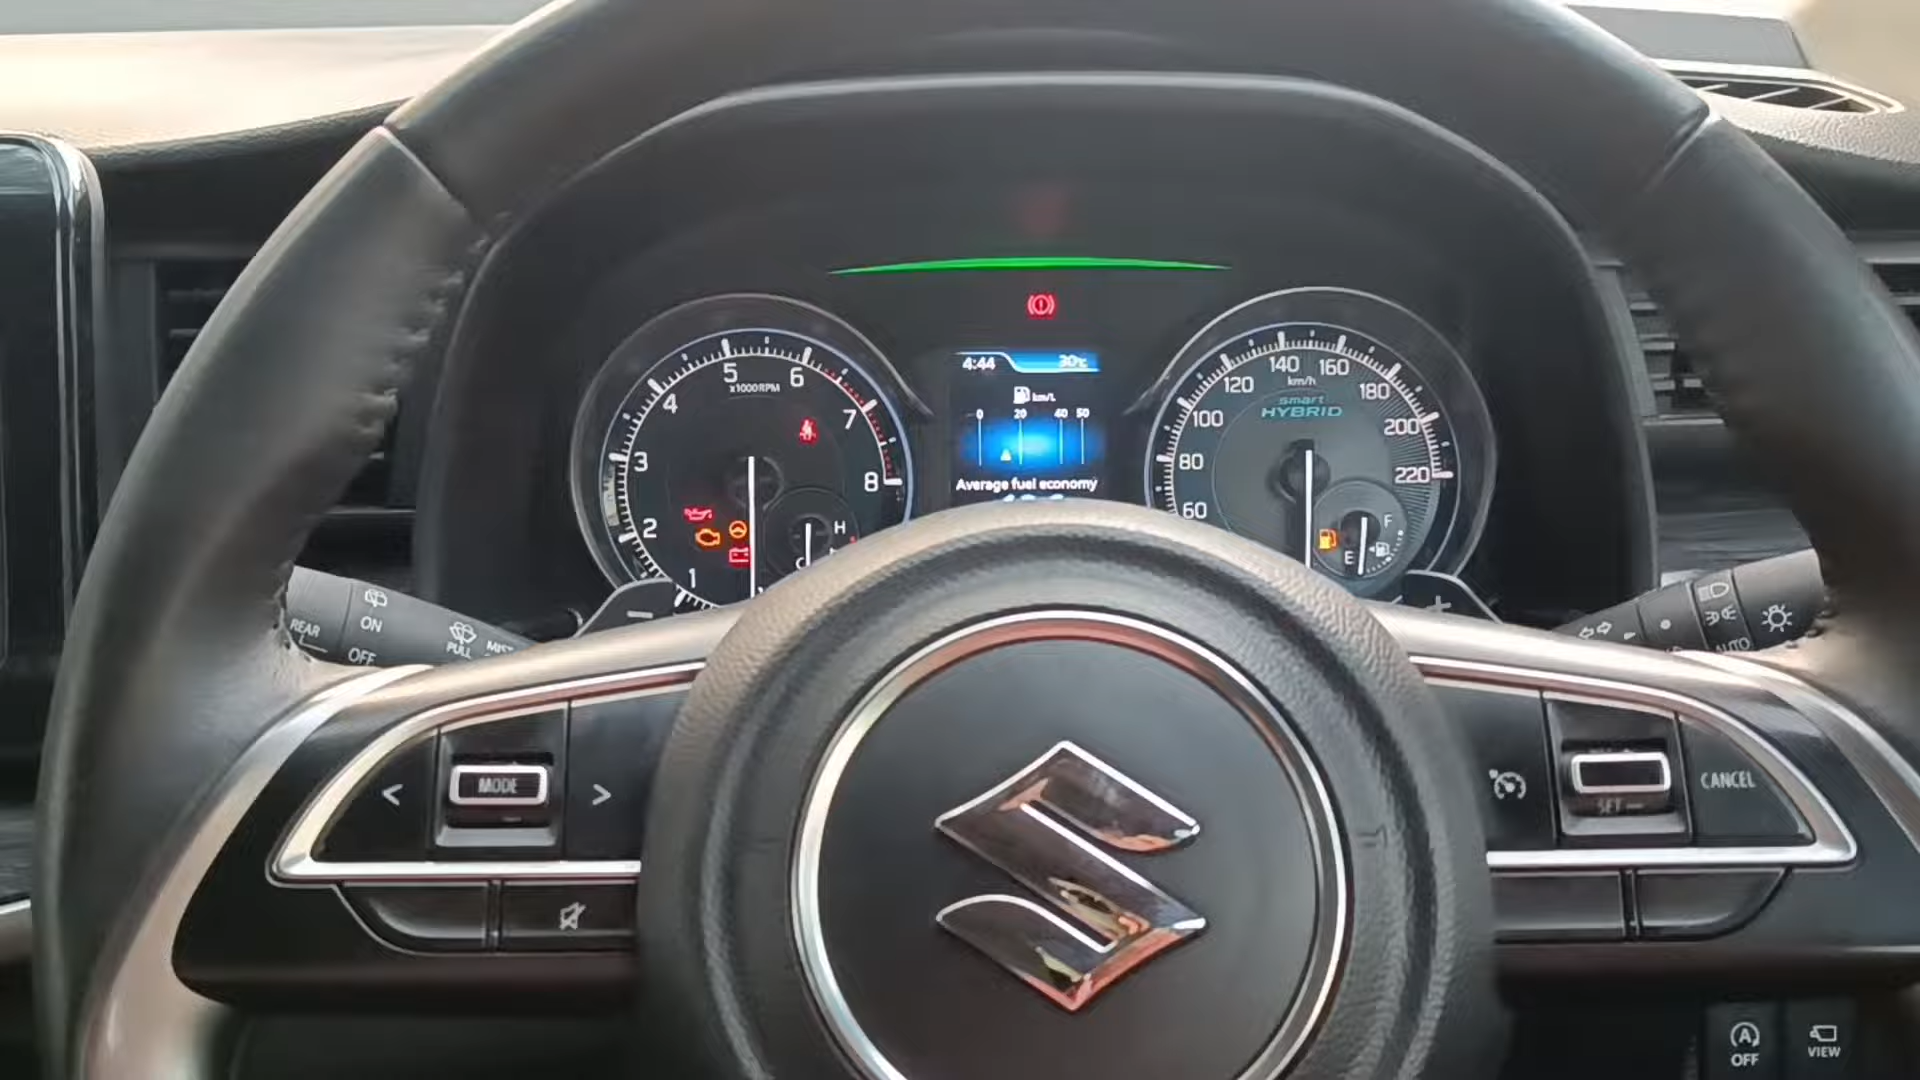 4:44 30°C
km/L
0 20 40 50
Average fuel economy
1 2 3 4 5 6 7 8
x1000RPM
H
C
60 80 100 120 140 160 180 200 220
km/h
smart
HYBRID
F
E
REAR
ON
OFF
PULL
MIST
AUTO
− +
< MODE >
SET −
CANCEL
A
OFF
VIEW